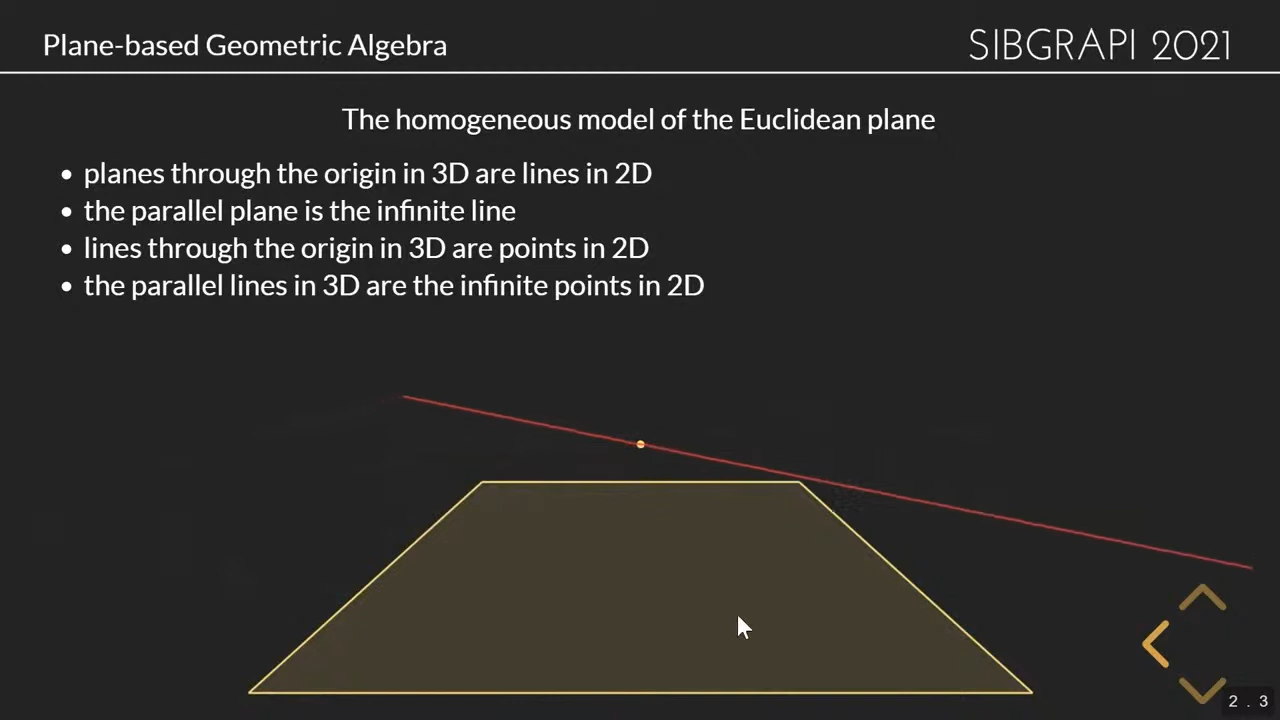 Plane-based Geometric Algebra
SIBGRAPI 2021
The homogeneous model of the Euclidean plane
• planes through the origin in 3D are lines in 2D
• the parallel plane is the infinite line
• lines through the origin in 3D are points in 2D
• the parallel lines in 3D are the infinite points in 2D
2 . 3